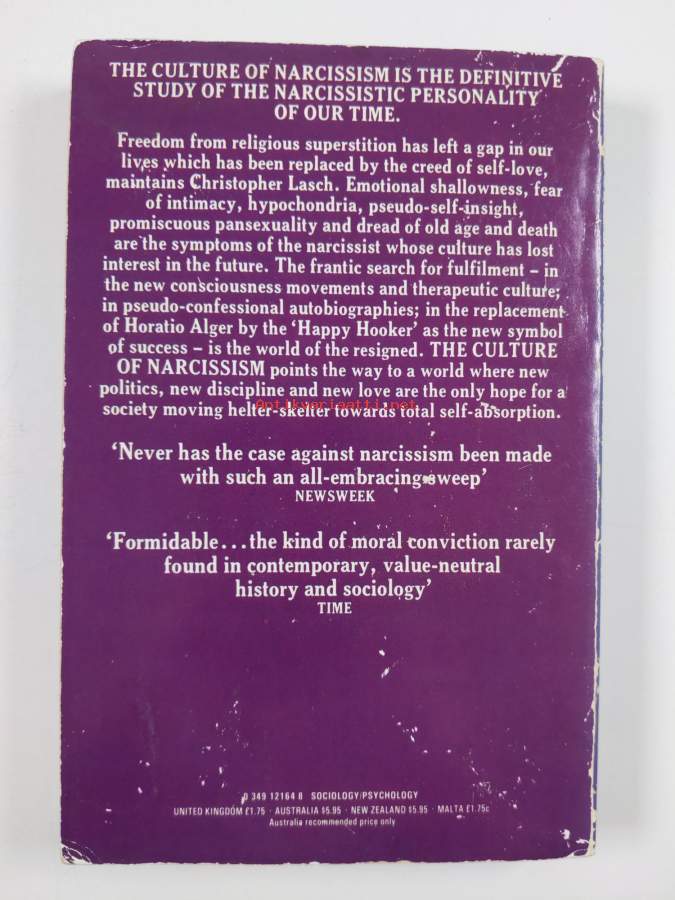 THE CULTURE OF NARCISSISM IS THE DEFINITIVE
STUDY OF THE NARCISSISTIC PERSONALITY
OF OUR TIME.
Freedom from religious superstition has left a gap in our
lives which has been replaced by the creed of self-love,
maintains Christopher Lasch. Emotional shallowness, fear
of intimacy, hypochondria, pseudo-self-insight,
promiscuous pansexuality and dread of old age and death
are the symptoms of the narcissist whose culture has lost
interest in the future. The frantic search for fulfilment – in
the new consciousness movements and therapeutic culture;
in pseudo-confessional autobiographies; in the replacement
of Horatio Alger by the ‘Happy Hooker’ as the new symbol
of success – is the world of the resigned. THE CULTURE
OF NARCISSISM points the way to a world where new
politics, new discipline and new love are the only hope for a
society moving helter-skelter towards total self-absorption.
Antikvariaatti.net
‘Never has the case against narcissism been made
with such an all-embracing sweep’
NEWSWEEK
‘Formidable...the kind of moral conviction rarely
found in contemporary, value-neutral
history and sociology’
TIME
0 349 12164 8 SOCIOLOGY/PSYCHOLOGY
UNITED KINGDOM £1.75 · AUSTRALIA $5.95 · NEW ZEALAND $5.95 · MALTA £1.75c
Australia recommended price only